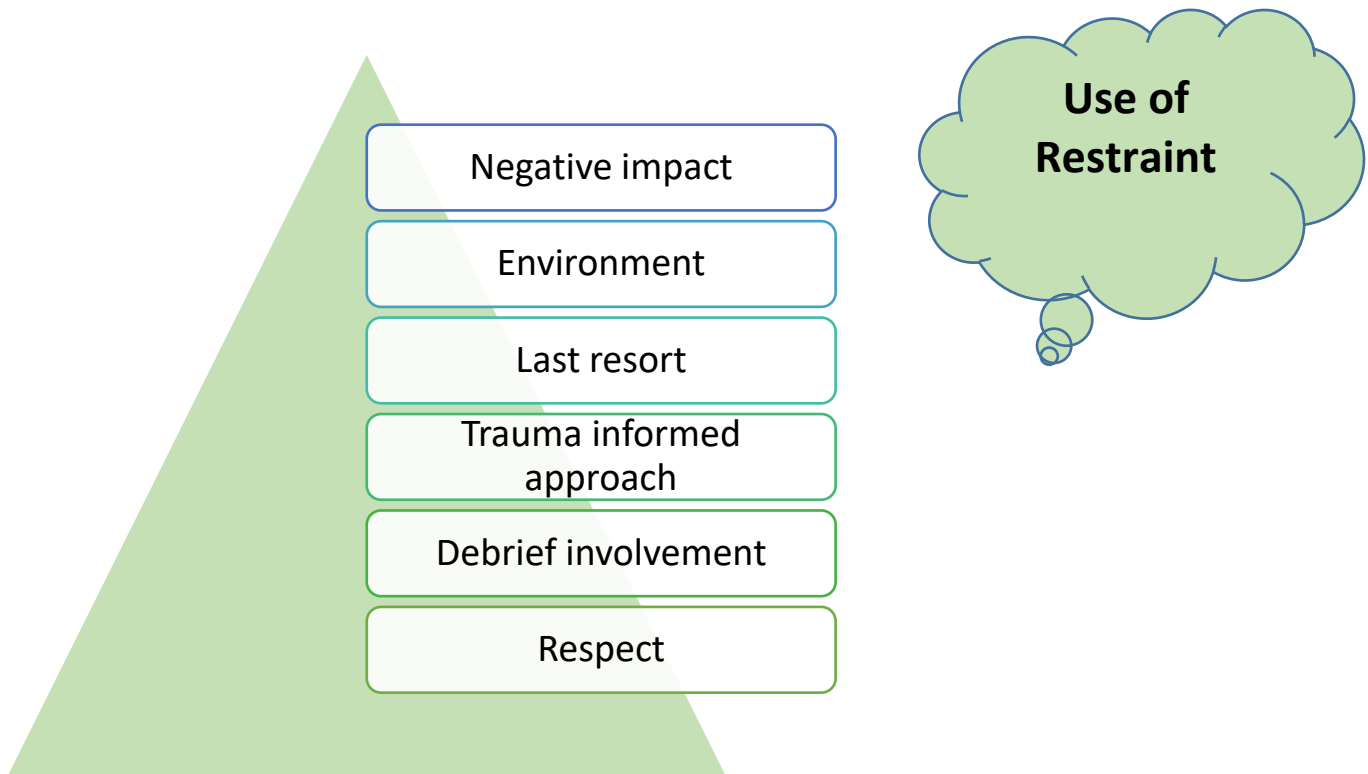 Use of
Restraint
Negative impact
Environment
Last resort
Trauma informed
approach
Debrief involvement
Respect